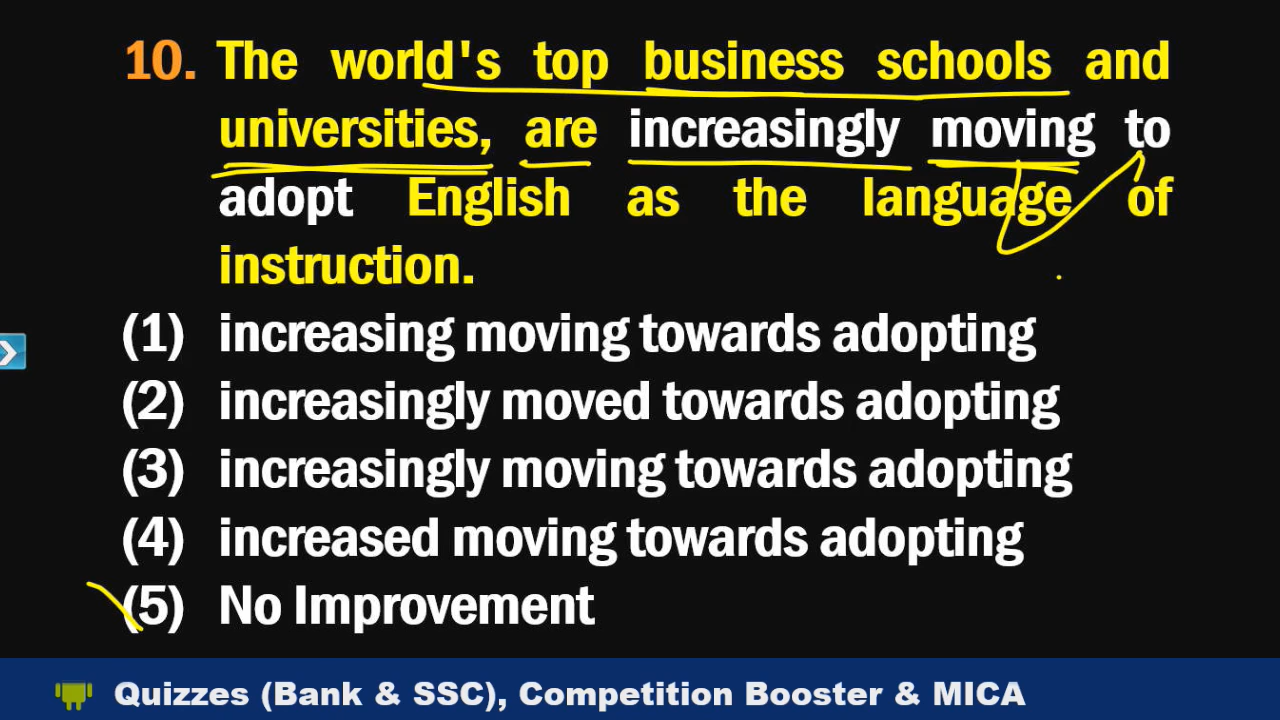 10. The world's top business schools and
universities, are increasingly moving to
adopt English as the language of
instruction.
(1) increasing moving towards adopting
(2) increasingly moved towards adopting
(3) increasingly moving towards adopting
(4) increased moving towards adopting
(5) No Improvement
Quizzes (Bank & SSC), Competition Booster & MICA